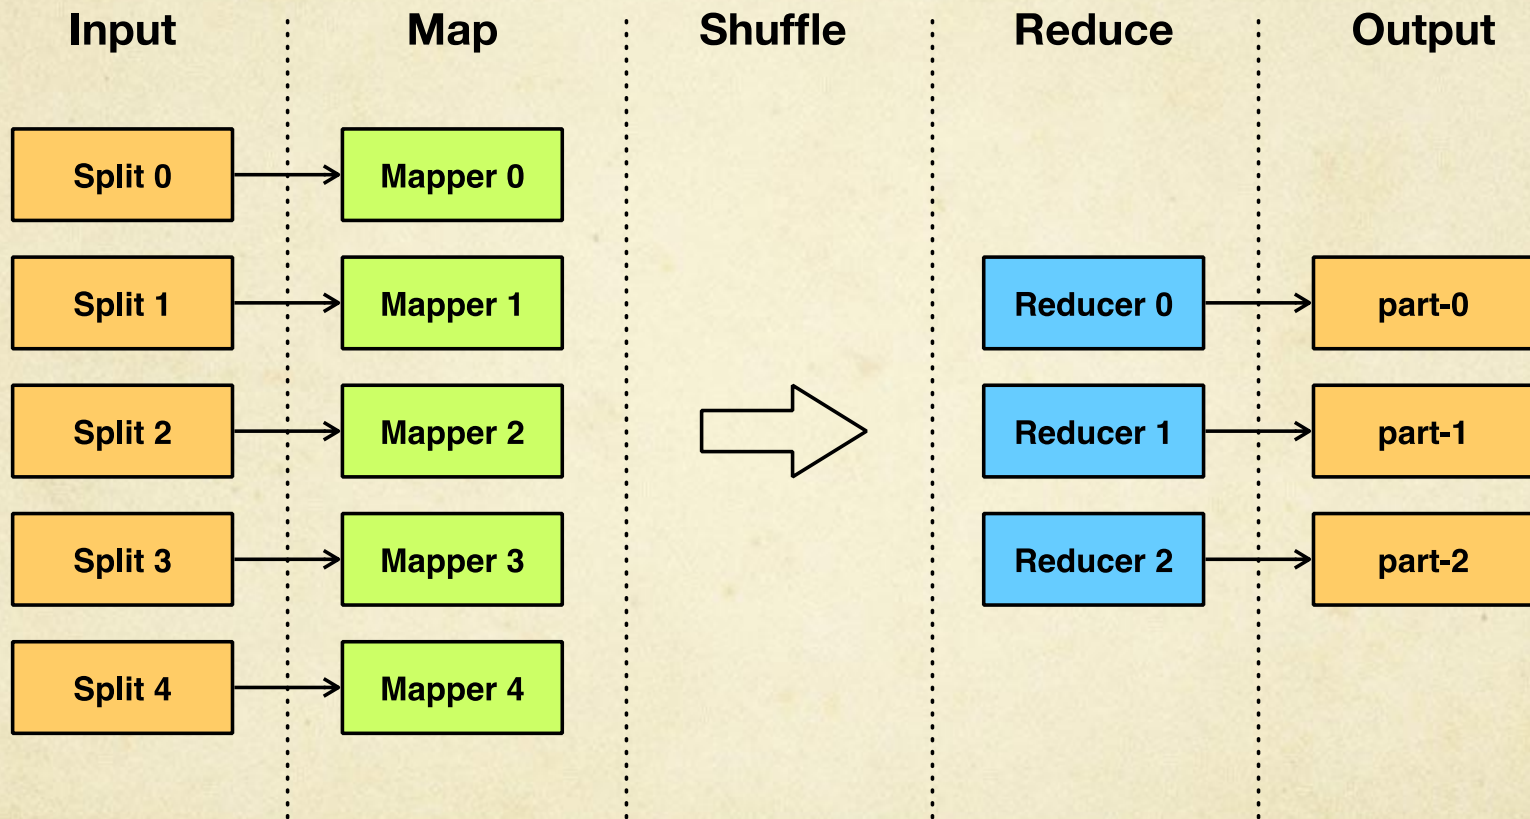 Input
Map
Shuffle
Reduce
Output
Split 0
Mapper 0
Split 1
Mapper 1
Reducer 0
part-0
Split 2
Mapper 2
Reducer 1
part-1
Split 3
Mapper 3
Reducer 2
part-2
Split 4
Mapper 4